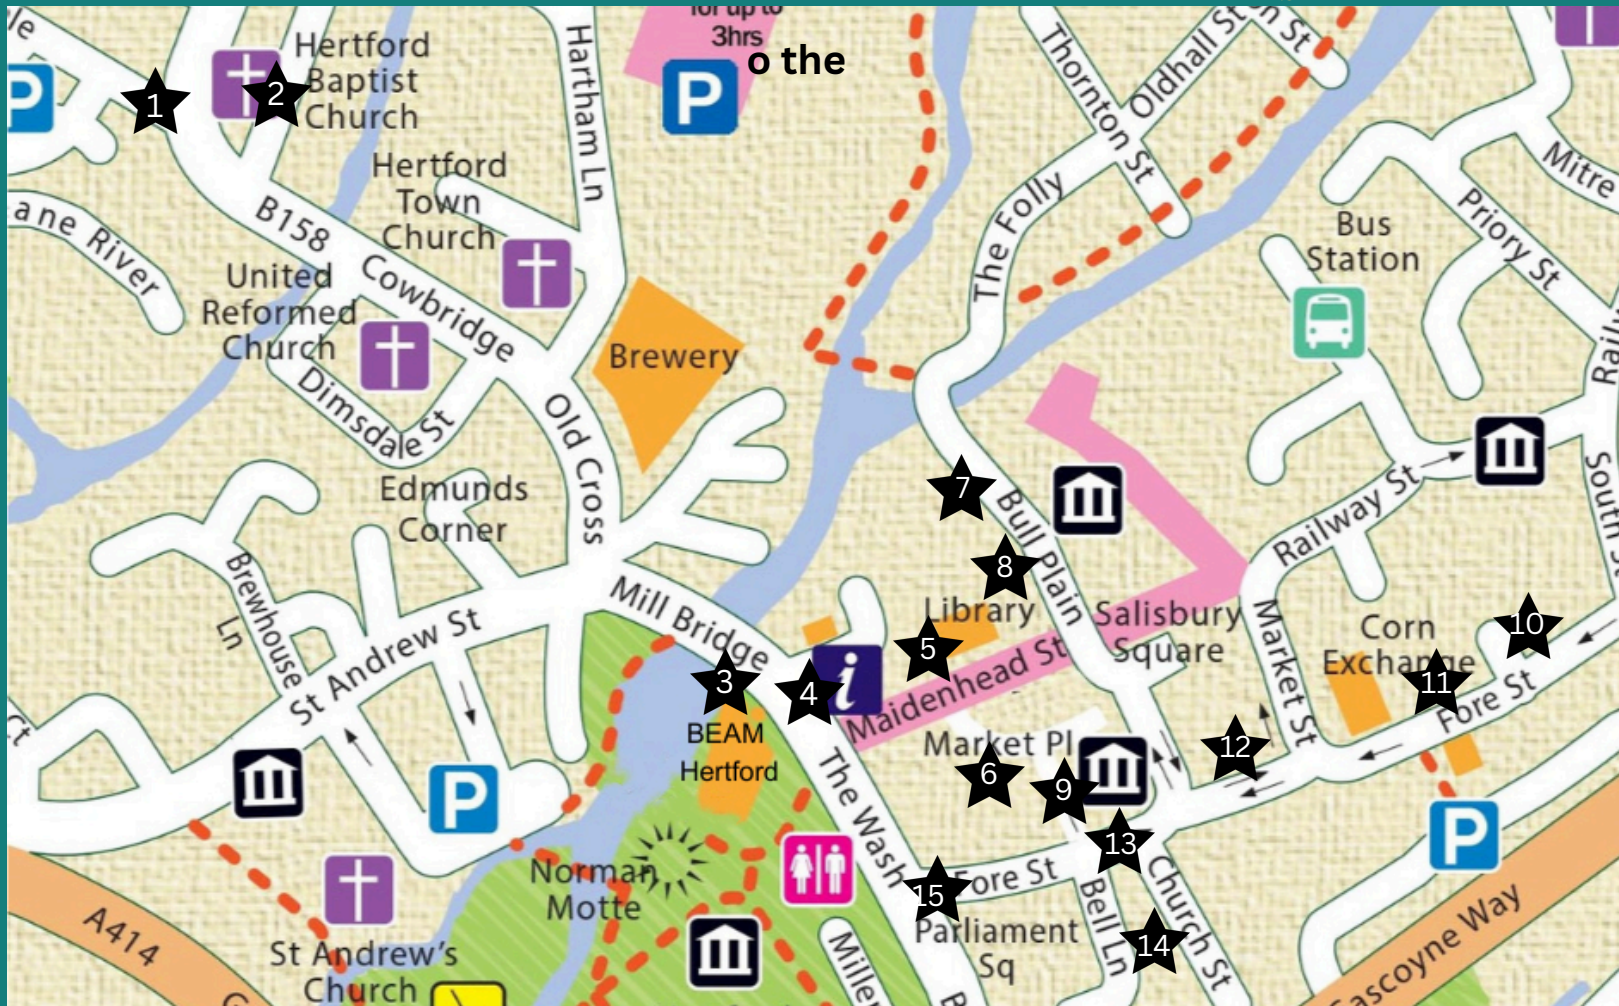 for up to
3hrs
o the
P
P
1
2
Hertford
Baptist
Church
Hertford
Town
Church
Hartham Ln
B158
Cowbridge
ane River
United
Reformed
Church
Dimsdale St
Brewery
Old Cross
Thornton St
Oldhall St
on St
The Folly
Mitre
Priory St
Bus
Station
Railway St
South St
Edmunds
Corner
Brewhouse
Ln
St Andrew St
Mill Bridge
7
Bull Plain
8
Library
5
Salisbury
Square
Maidenhead St
Market St
Corn
Exchange
10
11
Fore St
3
4
i
BEAM
Hertford
Market Pl
6
9
12
13
The Wash
P
P
Ct
Norman
Motte
15
Fore St
Parliament
Sq
Bell Ln
14
Church St
St Andrew's
Church
A414
Gascoyne Way